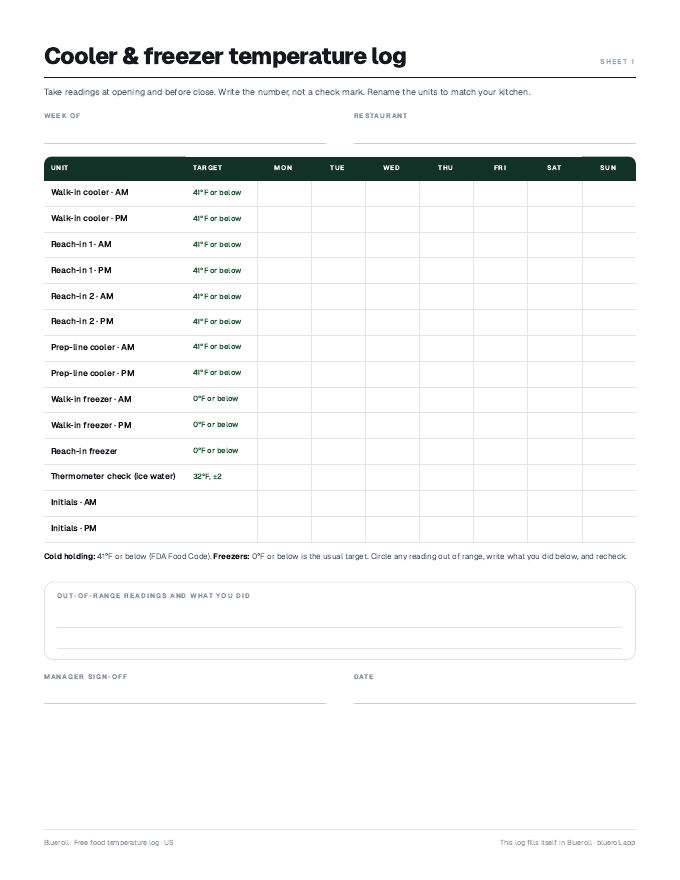 Cooler & freezer temperature log
SHEET 1
Take readings at opening and before close. Write the number, not a check mark. Rename the units to match your kitchen.
WEEK OF
RESTAURANT
UNIT TARGET MON TUE WED THU FRI SAT SUN
Walk-in cooler · AM 41°F or below
Walk-in cooler · PM 41°F or below
Reach-in 1 · AM 41°F or below
Reach-in 1 · PM 41°F or below
Reach-in 2 · AM 41°F or below
Reach-in 2 · PM 41°F or below
Prep-line cooler · AM 41°F or below
Prep-line cooler · PM 41°F or below
Walk-in freezer · AM 0°F or below
Walk-in freezer · PM 0°F or below
Reach-in freezer 0°F or below
Thermometer check (ice water) 32°F, ±2
Initials · AM
Initials · PM
Cold holding: 41°F or below (FDA Food Code). Freezers: 0°F or below is the usual target. Circle any reading out of range, write what you did below, and recheck.
OUT-OF-RANGE READINGS AND WHAT YOU DID
MANAGER SIGN-OFF
DATE
Blueroll · Free food temperature log · US
This log fills itself in Blueroll · blueroll.app